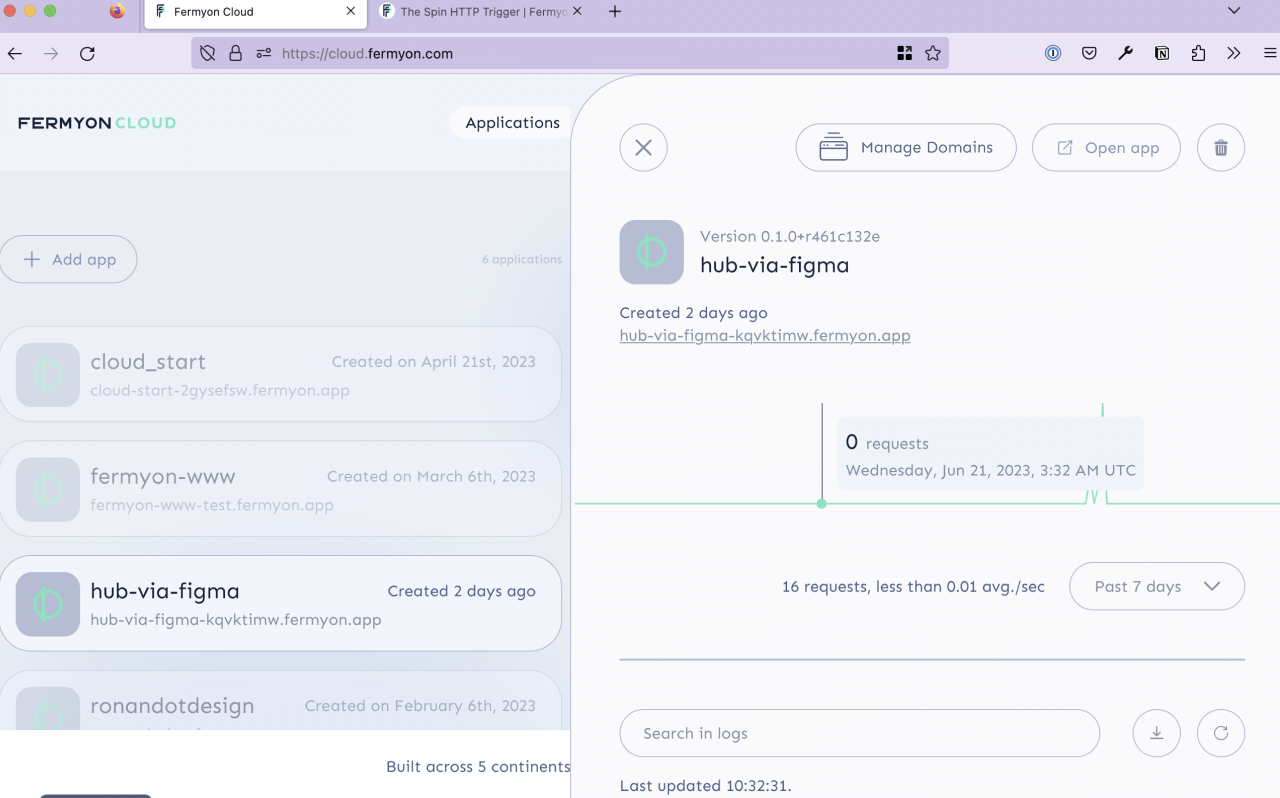 Fermyon Cloud
The Spin HTTP Trigger | Fermyo
https://cloud.fermyon.com
FERMYON CLOUD
Applications
Add app
6 applications
cloud_start
Created on April 21st, 2023
cloud-start-2gysefsw.fermyon.app
fermyon-www
Created on March 6th, 2023
fermyon-www-test.fermyon.app
hub-via-figma
Created 2 days ago
hub-via-figma-kqvktimw.fermyon.app
ronandotdesign
Created on February 6th, 2023
Built across 5 continents
Manage Domains
Open app
Version 0.1.0+r461c132e
hub-via-figma
Created 2 days ago
hub-via-figma-kqvktimw.fermyon.app
0 requests
Wednesday, Jun 21, 2023, 3:32 AM UTC
16 requests, less than 0.01 avg./sec
Past 7 days
Search in logs
Last updated 10:32:31.